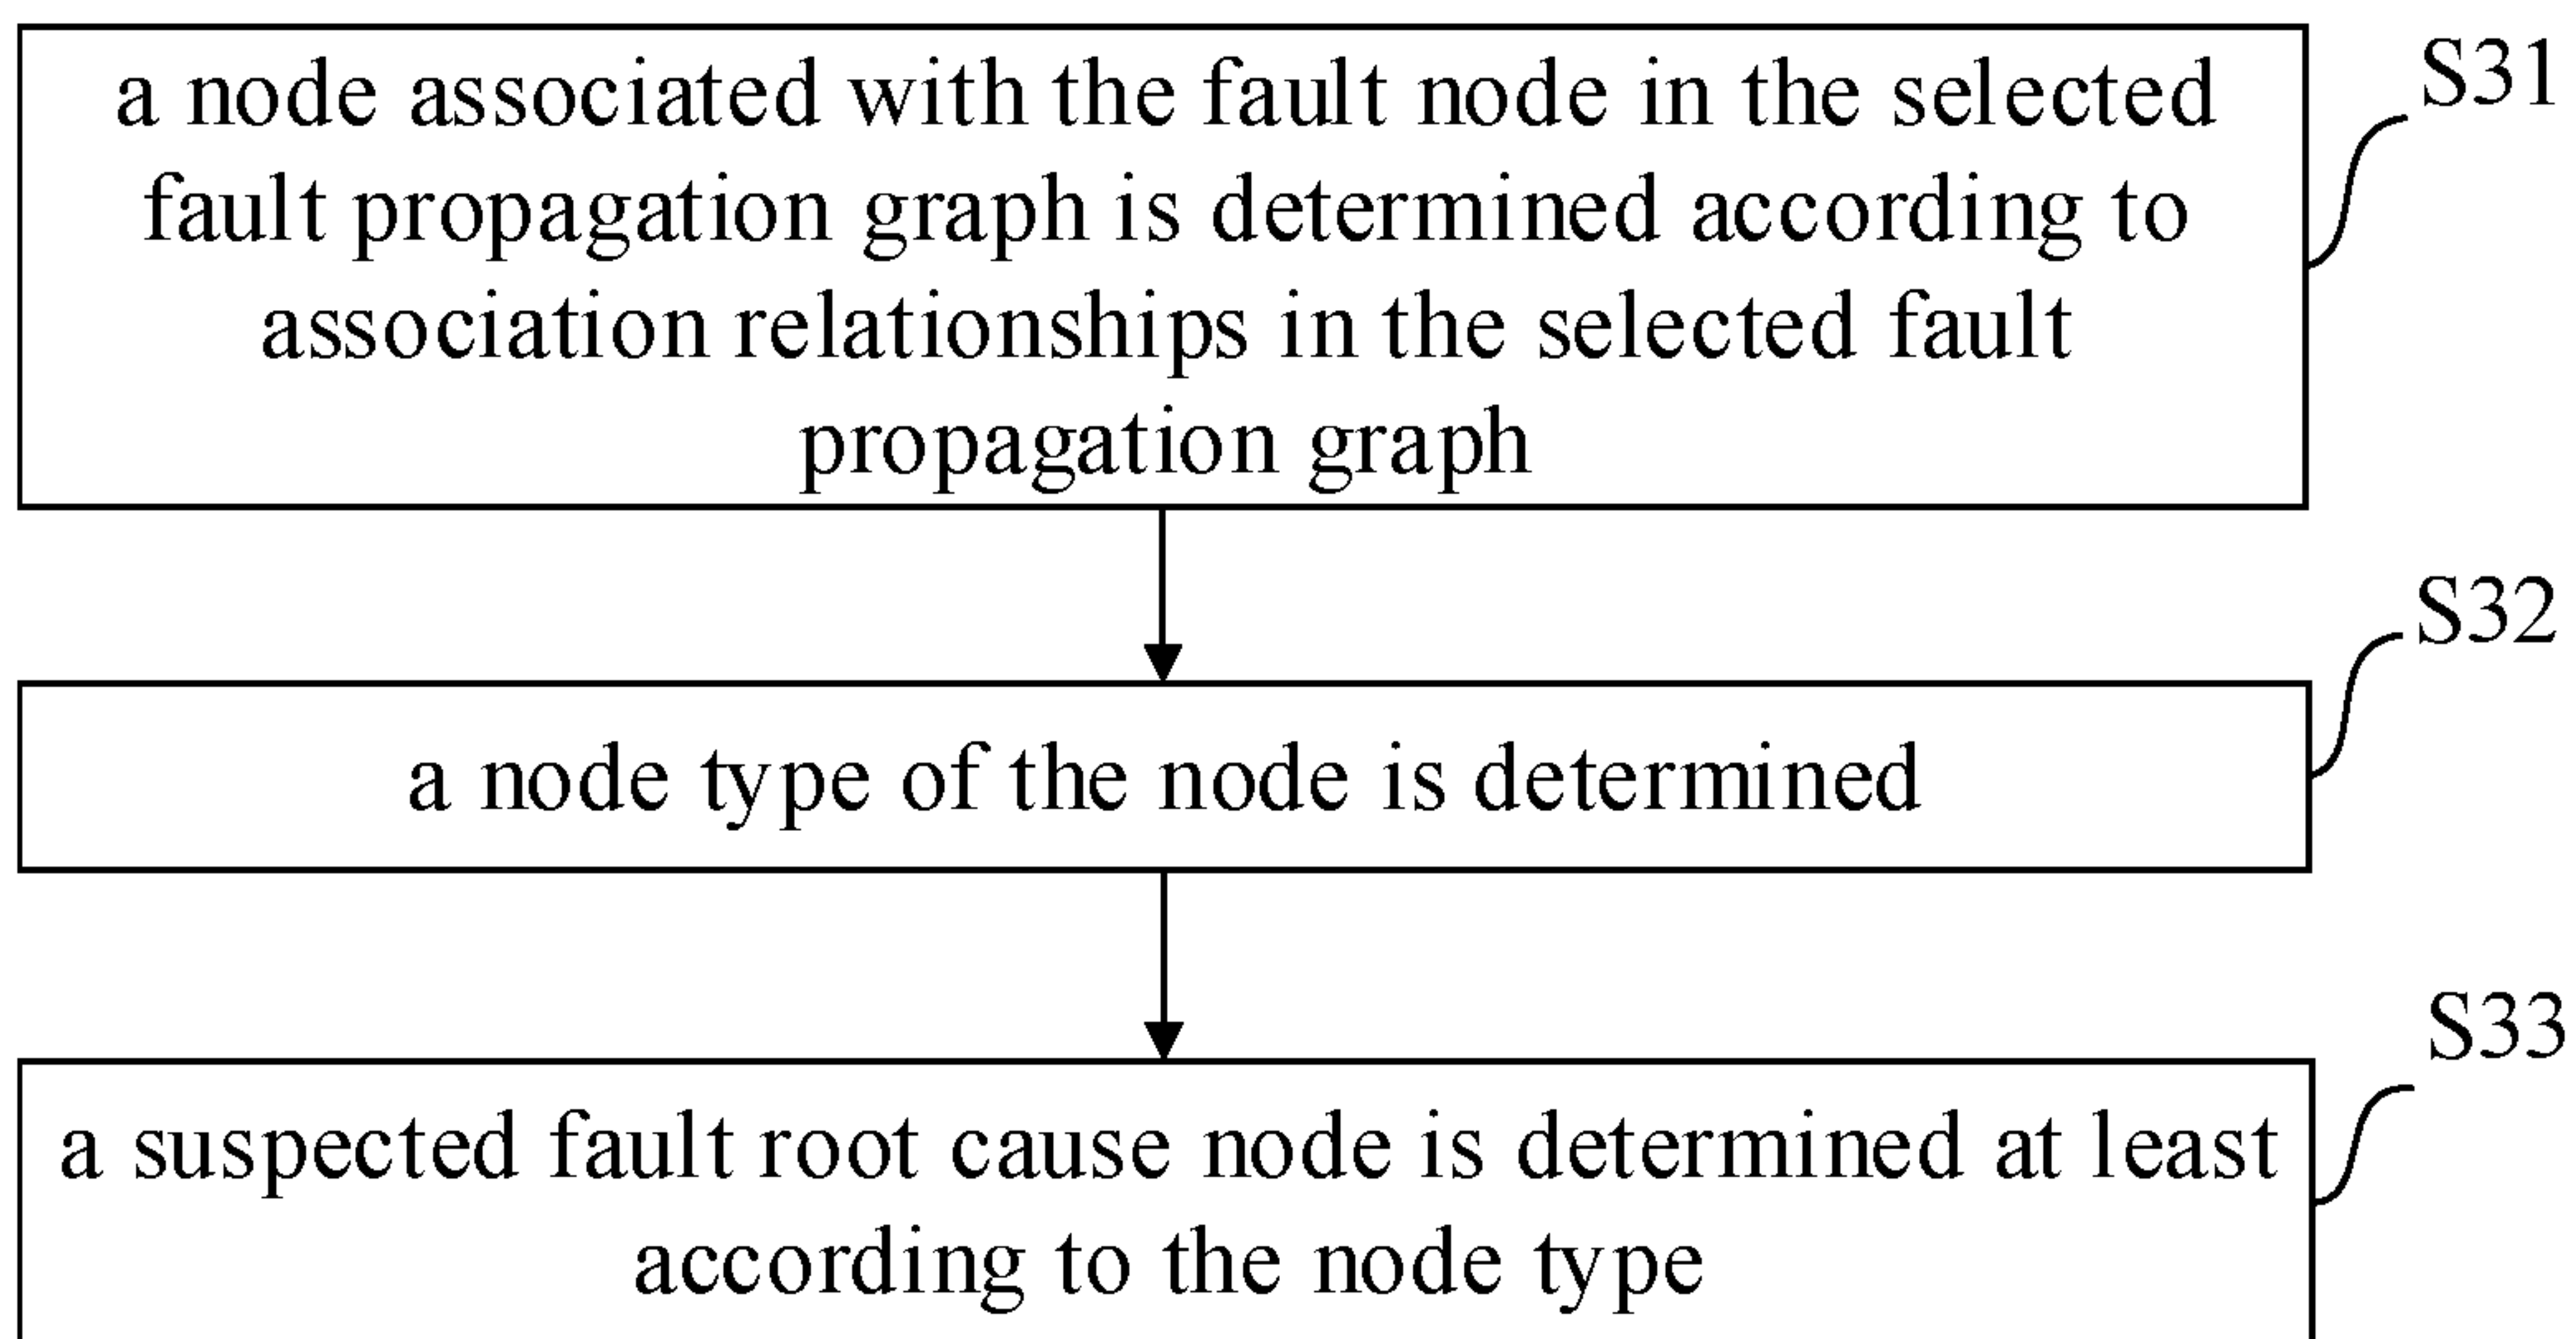 a node associated with the fault node in the selected
fault propagation graph is determined according to
association relationships in the selected fault
propagation graph
S31
a node type of the node is determined
S32
a suspected fault root cause node is determined at least
according to the node type
S33